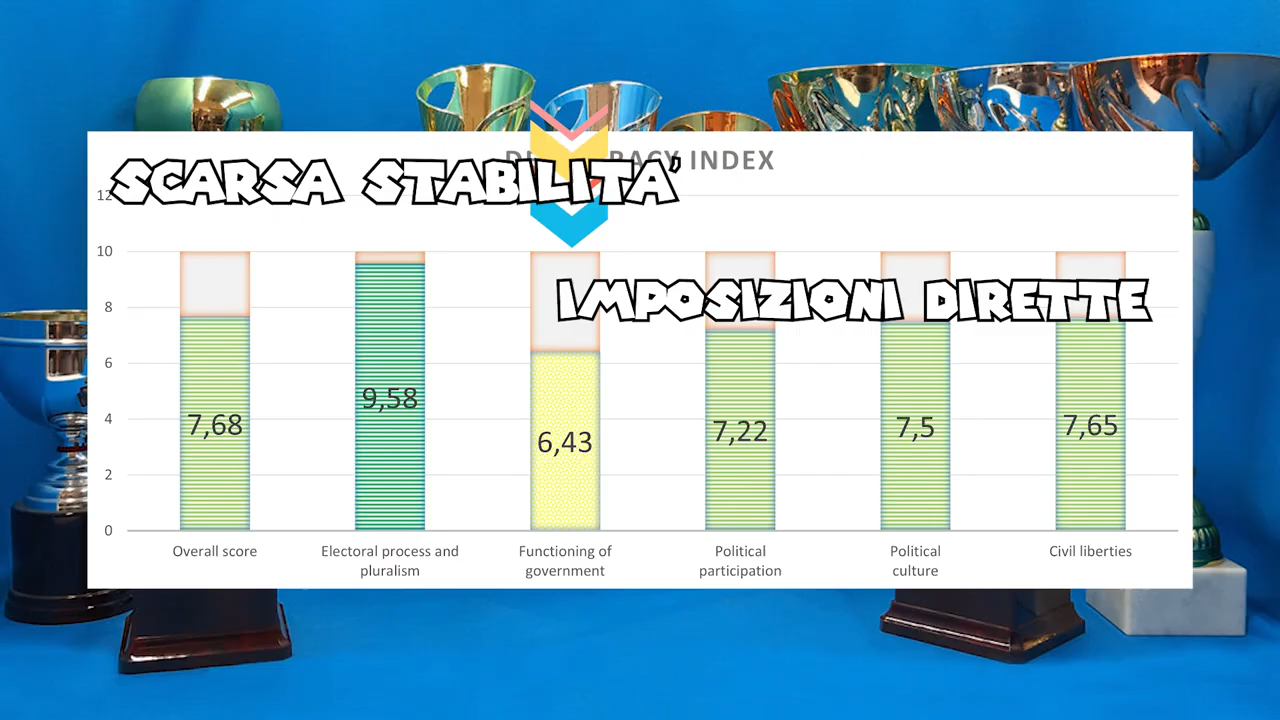 INDEX
SCARSA STABILITA'
12
10
IMPOSIZIONI DIRETTE
8
6
4
2
0
7,68
9,58
6,43
7,22
7,5
7,65
Overall score
Electoral process and
pluralism
Functioning of
government
Political
participation
Political
culture
Civil liberties